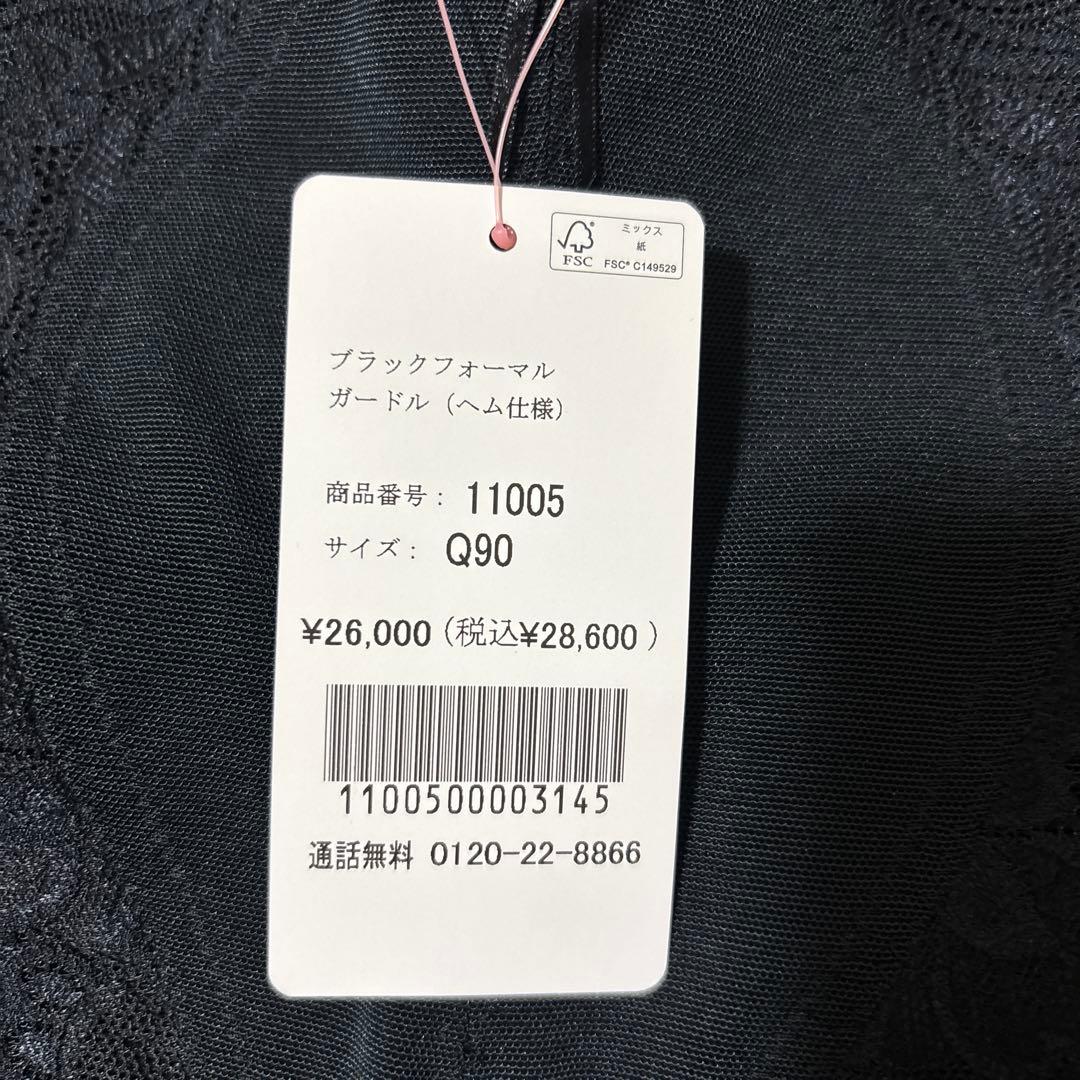 ミックス
紙
FSC® C149529
FSC®
ブラックフォーマル
ガードル（ヘム仕様）
商品番号： 11005
サイズ： Q90
¥26,000（税込¥28,600）
1100500003145
通話無料 0120-22-8866